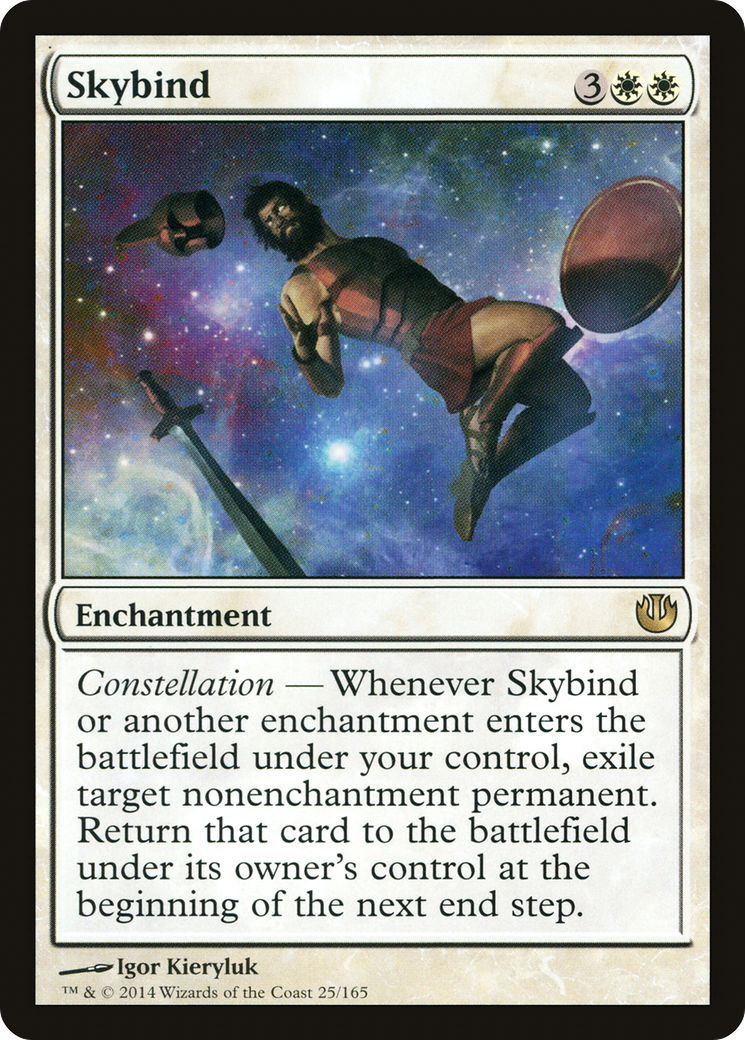 Skybind 3
Enchantment
Constellation — Whenever Skybind
or another enchantment enters the
battlefield under your control, exile
target nonenchantment permanent.
Return that card to the battlefield
under its owner's control at the
beginning of the next end step.
Igor Kieryluk
™ & © 2014 Wizards of the Coast 25/165